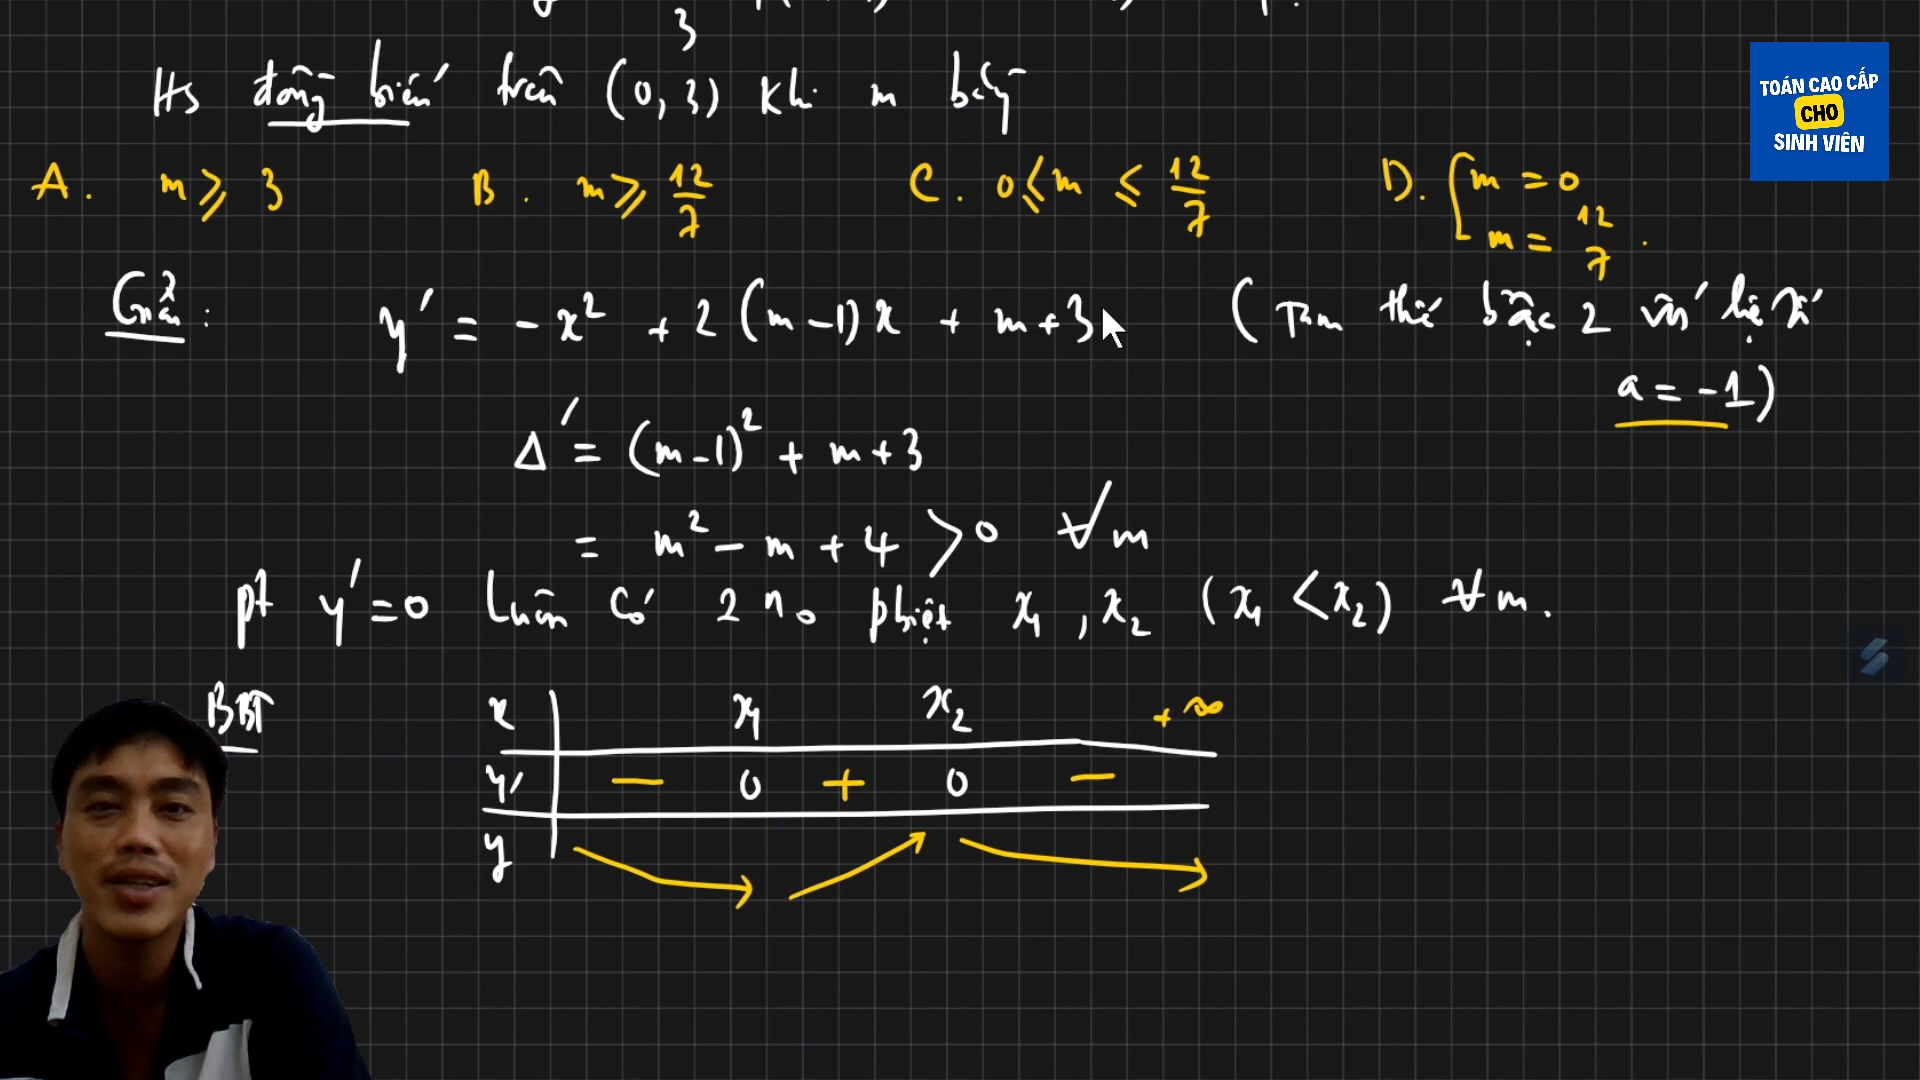 3
Hs đồng biến trên (0, 3) khi m bằng
A. m ⩾ 3 B. m ⩾ 12/7 C. 0 ⩽ m ⩽ 12/7 D. [m = 0 m = 12/7.
Giải: y' = -x² + 2(m-1)x + m+3 (Tam thức bậc 2 với hệ số
a = -1)
Δ' = (m-1)² + m+3
= m² - m + 4 > 0 ∀m
pt y'=0 luôn có 2 no phbiệt x₁, x₂ (x₁ < x₂) ∀m.
BBT
x x₁ x₂ +∞
y' - 0 + 0 -
y
TOÁN CAO CẤP
CHO
SINH VIÊN